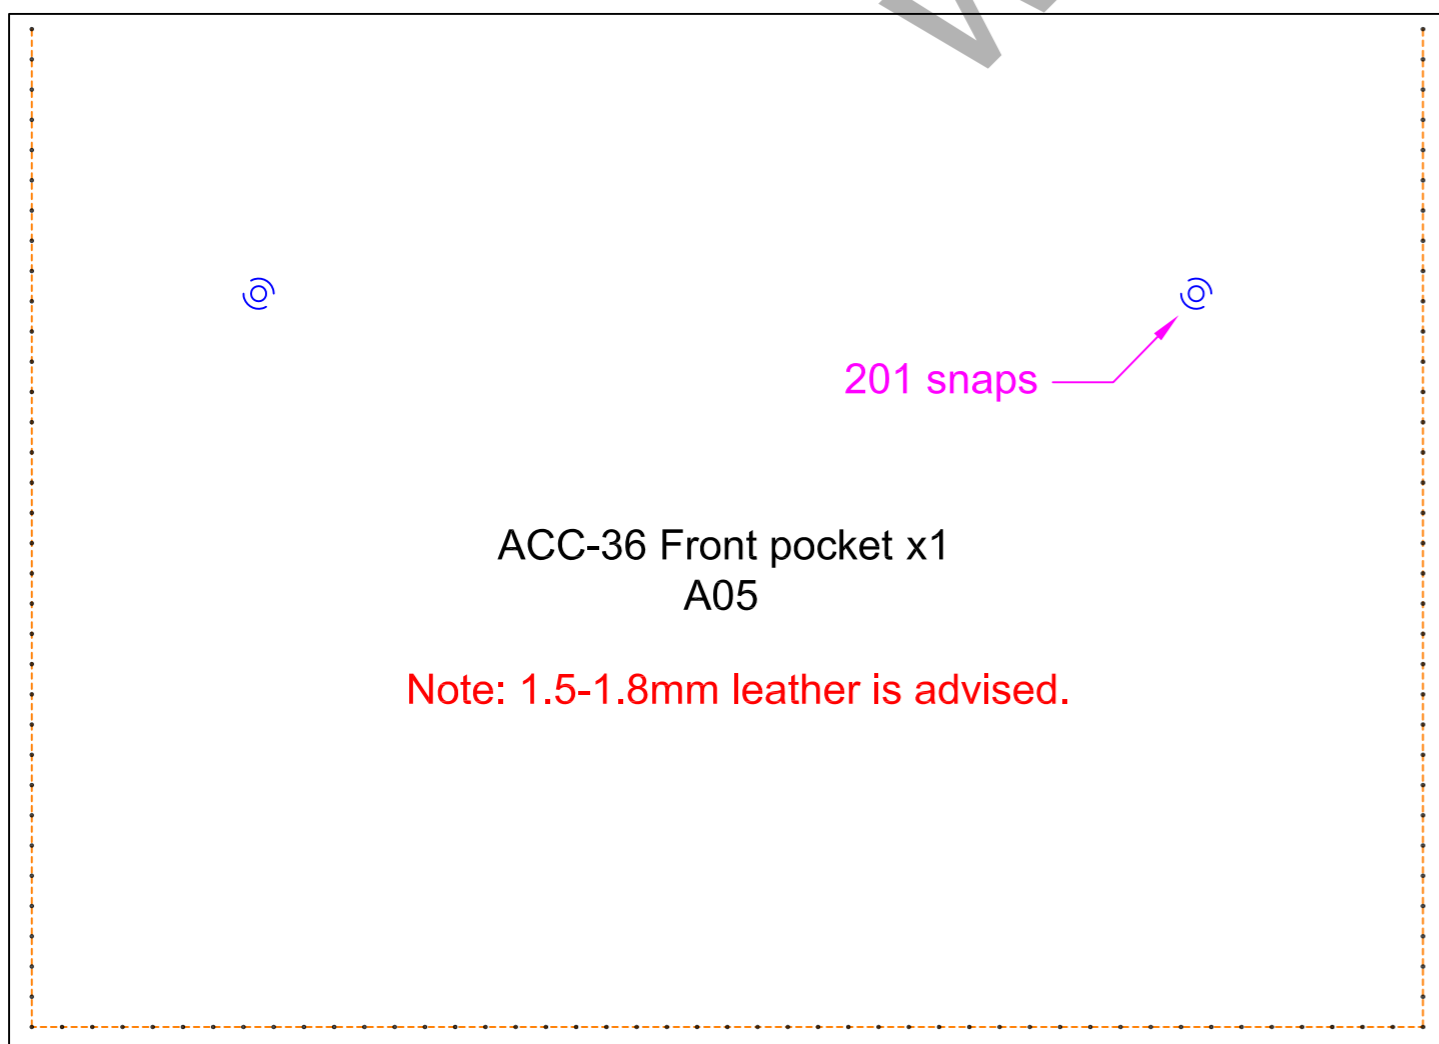 201 snaps
ACC-36 Front pocket x1
A05
Note: 1.5-1.8mm leather is advised.